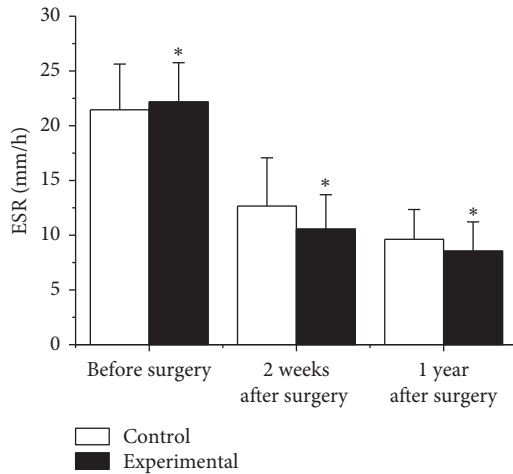 ESR (mm/h)
30
25
20
15
10
5
0
*
*
*
Before surgery
2 weeks
after surgery
1 year
after surgery
Control
Experimental